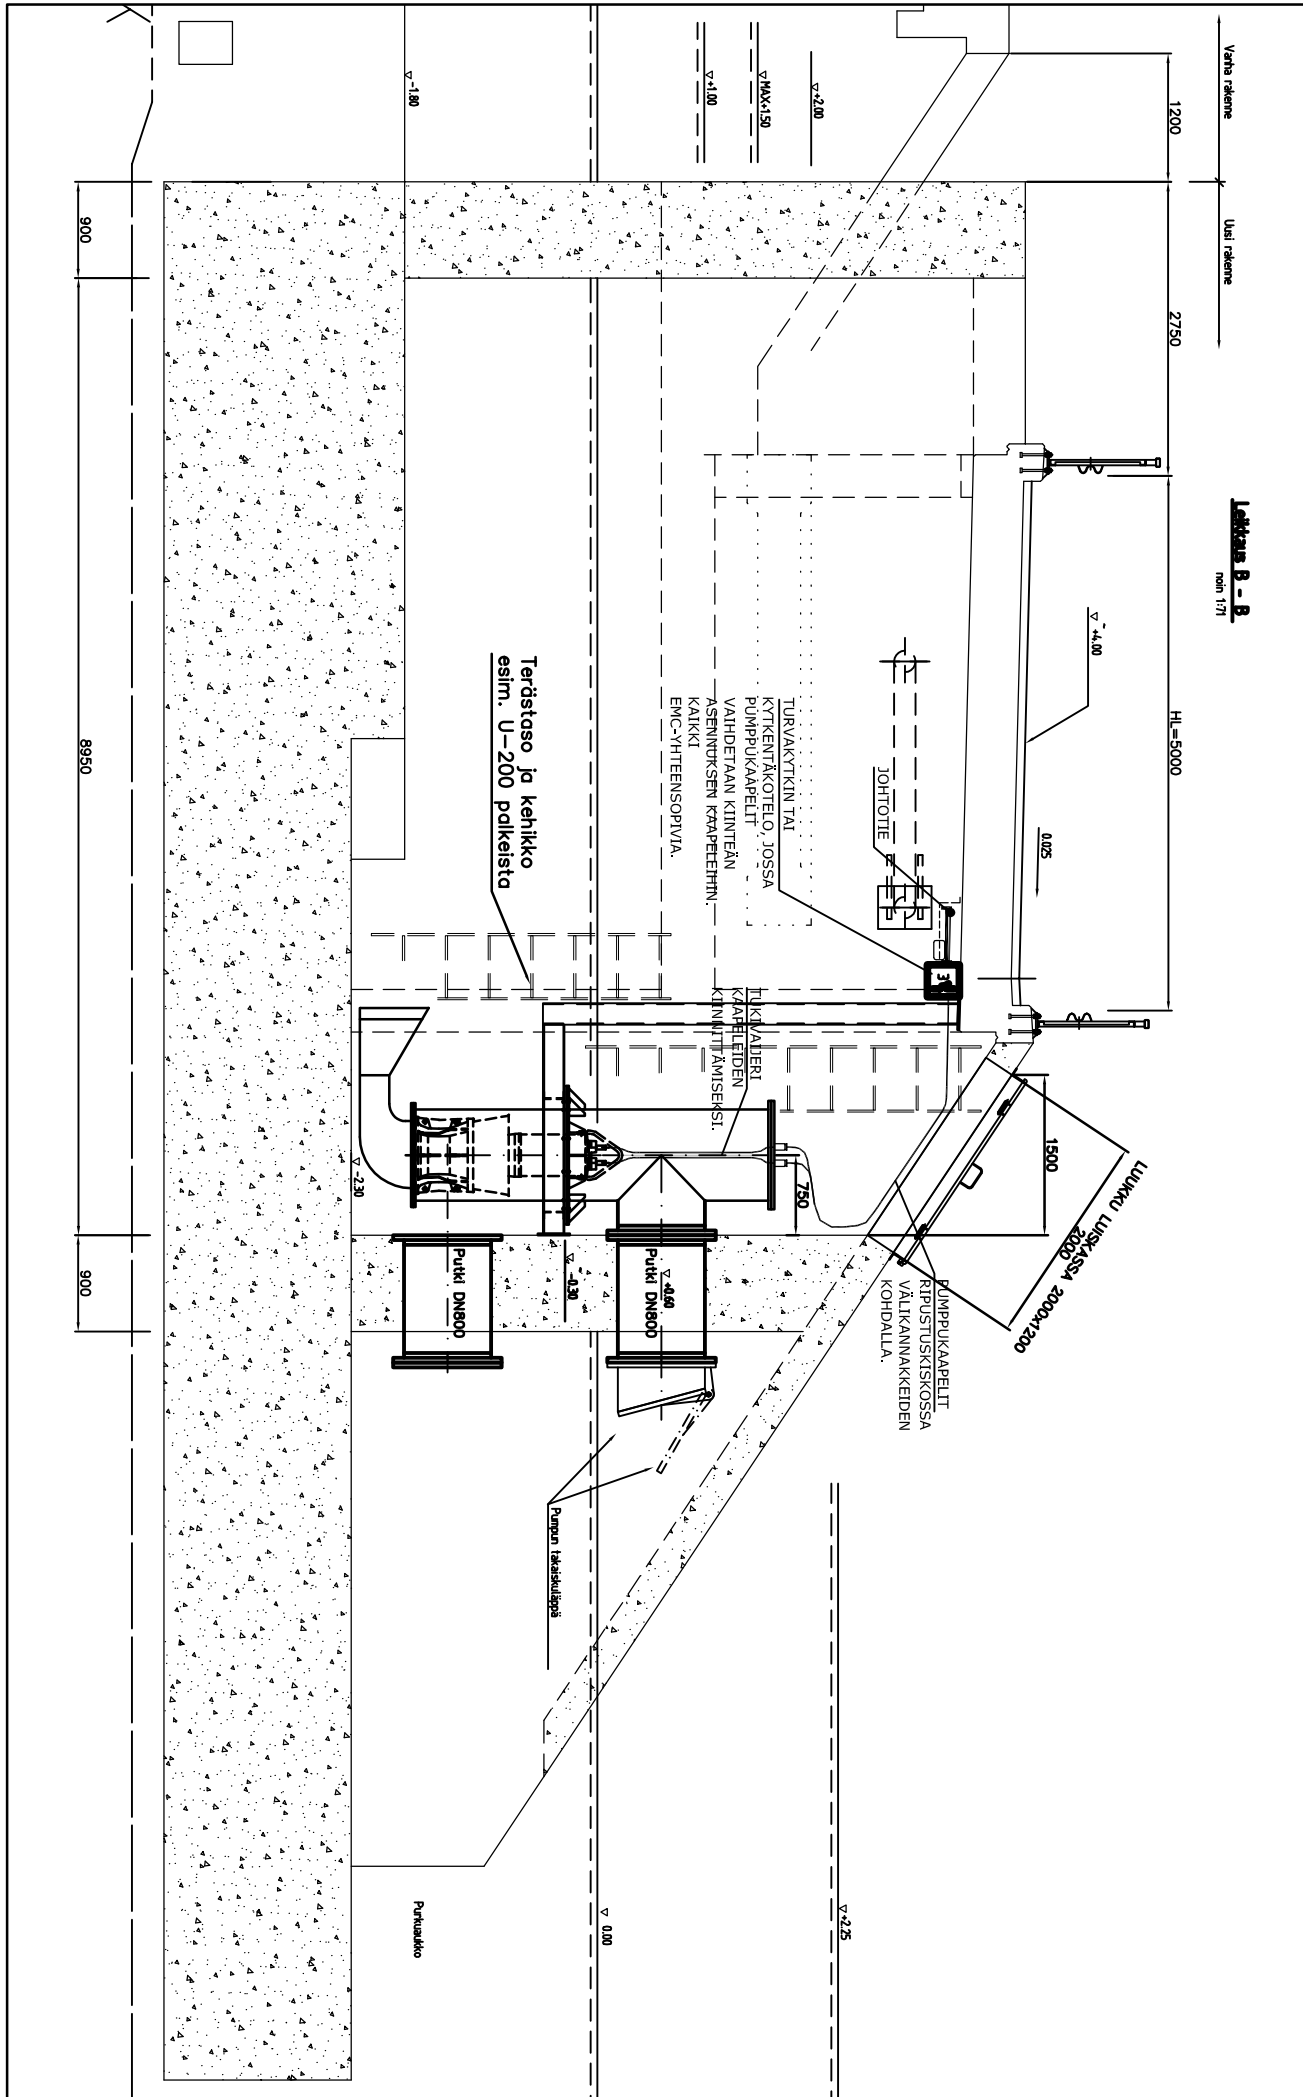 Leikkaus B - B
noin 1:71
Vanha rakenne
Uusi rakenne
1200
2750
HL=5000
▽ ~+4.00
0.025
1500
LUUKKU LUISKASSA 2000x1200
2000
▽ +2.00
▽ MAX+1.50
▽ +1.00
▽ -1.80
JOHTOTIE
TURVAKYTKIN TAI
KYTKENTÄKOTELO, JOSSA
PUMPPUKAAPELIT
VAIHDETAAN KIINTEÄN
ASENNUKSEN KAAPELEIHIN.
KAIKKI
EMC-YHTEENSOPIVIA.
TUKIVAIJERI
KAAPELEIDEN
KIINNITTÄMISEKSI.
PUMPPUKAAPELIT
RIPUSTUSKISKOSSA
VÄLIKANNAKKEIDEN
KOHDALLA.
750
Terästaso ja kehikko
esim. U-200 palkeista
▽ +0.60
Putki DN800
▽ -0.30
Putki DN800
▽ -2.30
Pumpun takaiskuläppä
▽ +2.25
▽ 0.00
Purkuaukko
900
8950
900